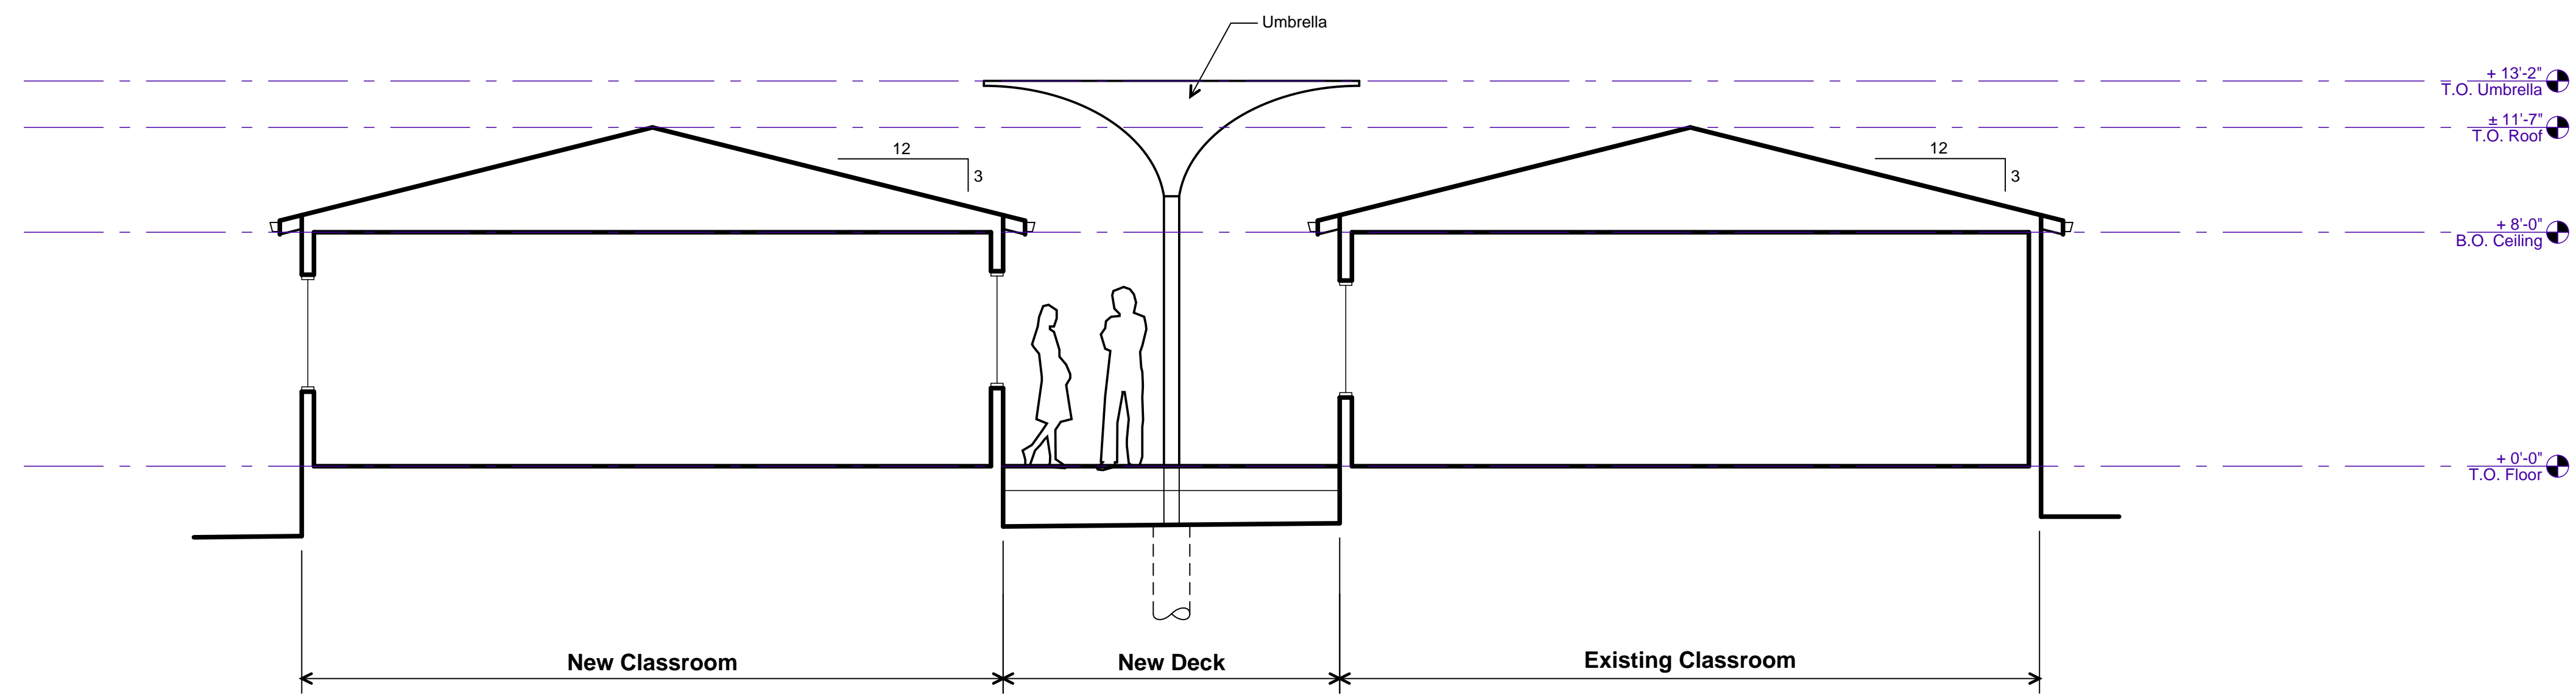 Umbrella
+ 13'-2"
T.O. Umbrella
± 11'-7"
T.O. Roof
12
3
12
3
+ 8'-0"
B.O. Ceiling
+ 0'-0"
T.O. Floor
New Classroom
New Deck
Existing Classroom